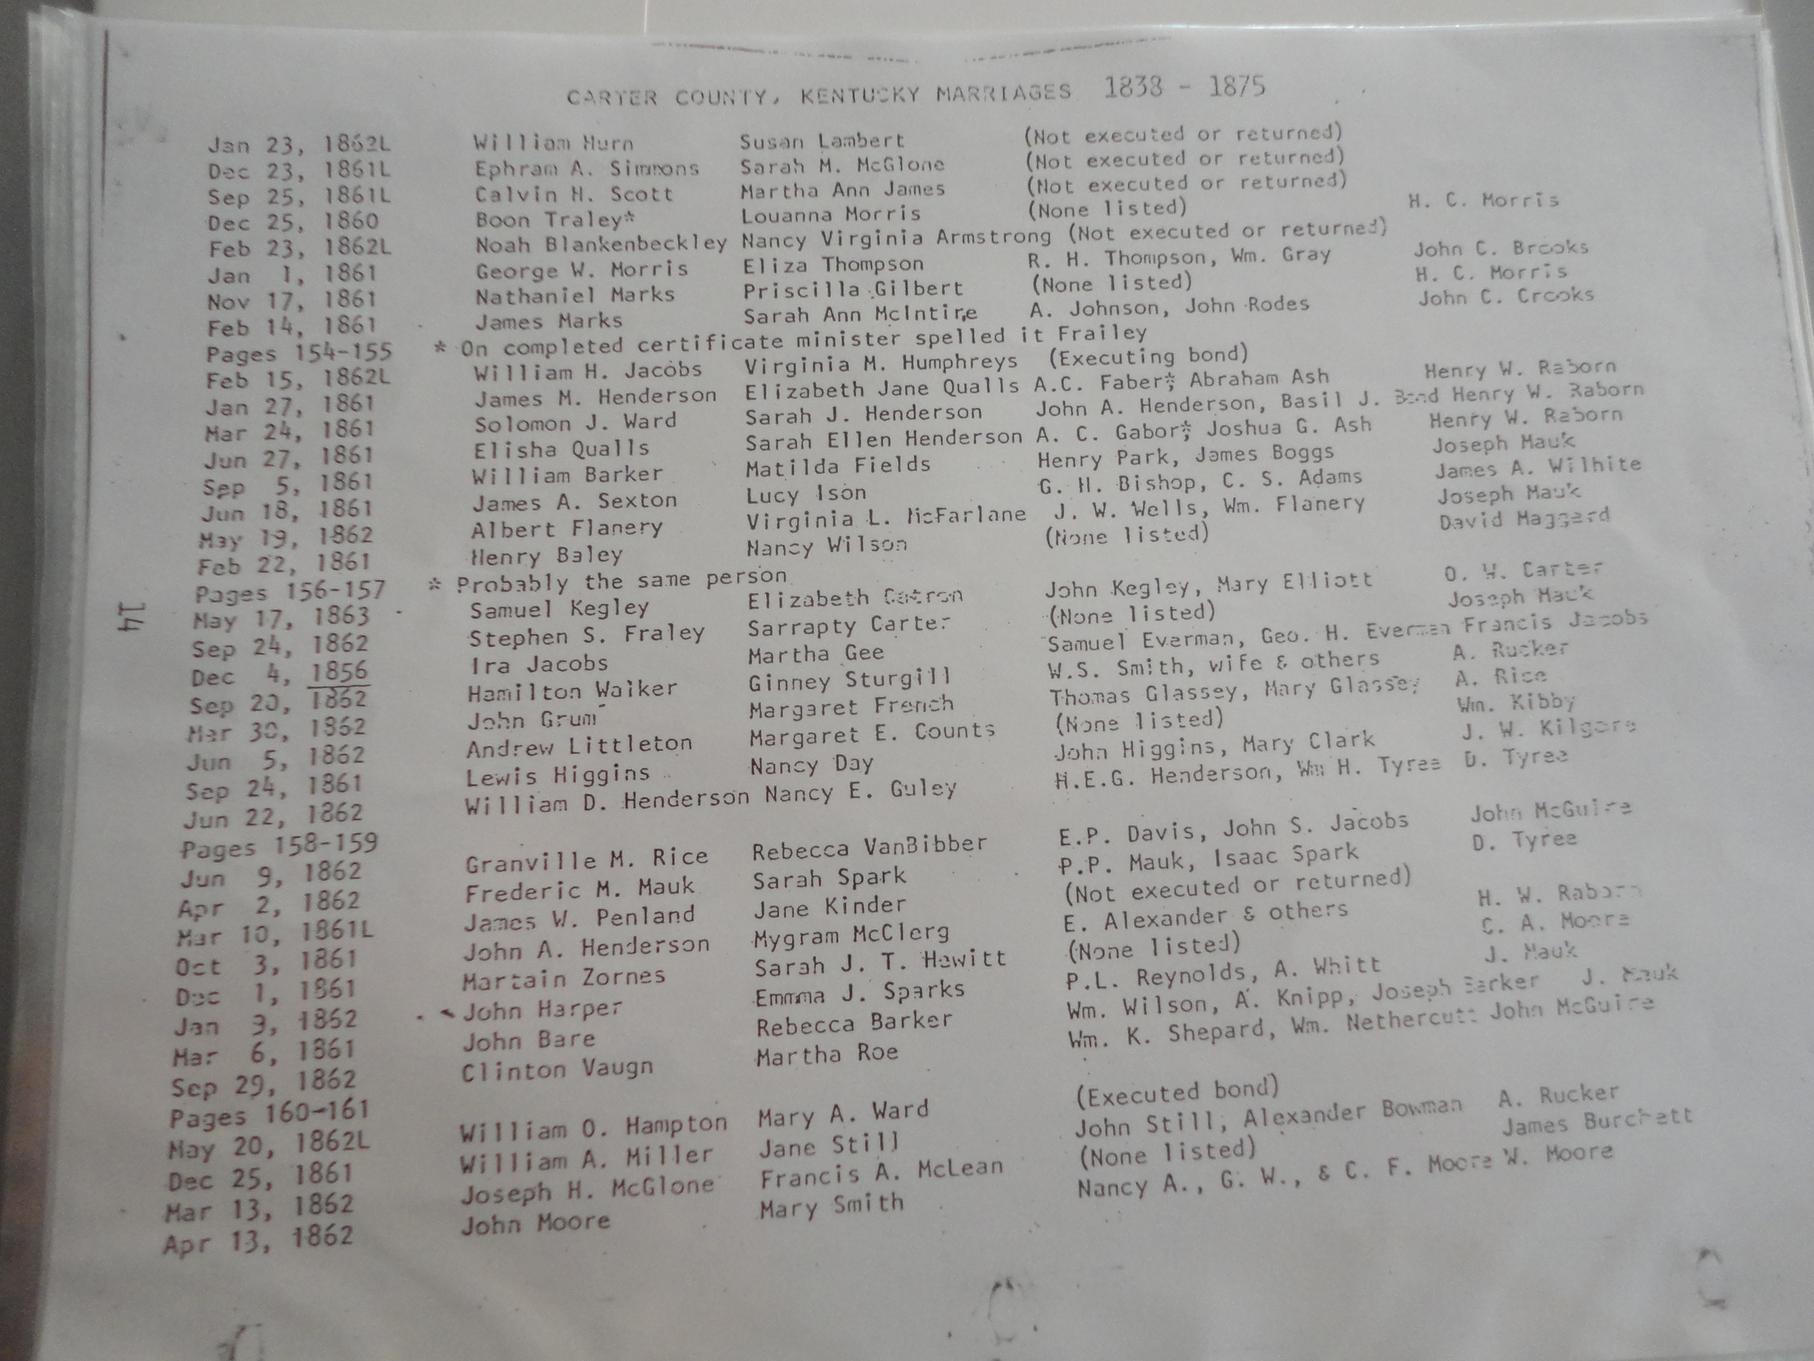 CARTER COUNTY, KENTUCKY MARRIAGES 1838 - 1875
Jan 23, 1862L William Hurn Susan Lambert (Not executed or returned)
Dec 23, 1861L Ephram A. Simmons Sarah M. McGlone (Not executed or returned)
Sep 25, 1861L Calvin H. Scott Martha Ann James (Not executed or returned)
Dec 25, 1860 Boon Traley* Louanna Morris (None listed) H. C. Morris
Feb 23, 1862L Noah Blankenbeckley Nancy Virginia Armstrong (Not executed or returned)
Jan 1, 1861 George W. Morris Eliza Thompson R. H. Thompson, Wm. Gray John C. Brooks
Nov 17, 1861 Nathaniel Marks Priscilla Gilbert (None listed) H. C. Morris
Feb 14, 1861 James Marks Sarah Ann McIntire A. Johnson, John Rodes John C. Crooks
Pages 154-155 * On completed certificate minister spelled it Frailey
Feb 15, 1862L William H. Jacobs Virginia M. Humphreys (Executing bond)
Jan 27, 1861 James M. Henderson Elizabeth Jane Qualls A.C. Faber*, Abraham Ash Henry W. Raborn
Mar 24, 1861 Solomon J. Ward Sarah J. Henderson John A. Henderson, Basil J. Bond Henry W. Raborn
Jun 27, 1861 Elisha Qualls Sarah Ellen Henderson A. C. Gabor*, Joshua G. Ash Henry W. Raborn
Sep 5, 1861 William Barker Matilda Fields Henry Park, James Boggs Joseph Mauk
Jun 18, 1861 James A. Sexton Lucy Ison G. H. Bishop, C. S. Adams James A. Wilhite
May 19, 1862 Albert Flanery Virginia L. McFarlane J. W. Wells, Wm. Flanery Joseph Mauk
Feb 22, 1861 Henry Baley Nancy Wilson (None listed) David Maggard
Pages 156-157 * Probably the same person
May 17, 1863 Samuel Kegley Elizabeth Catron John Kegley, Mary Elliott O. W. Carter
Sep 24, 1862 Stephen S. Fraley Sarrapty Carter (None listed) Joseph Mauk
Dec 4, 1856 Ira Jacobs Martha Gee Samuel Everman, Geo. H. Everman Francis Jacobs
Sep 20, 1862 Hamilton Walker Ginney Sturgill W.S. Smith, wife & others A. Rucker
Mar 30, 1862 John Grum Margaret French Thomas Glassey, Mary Glassey A. Rice
Jun 5, 1862 Andrew Littleton Margaret E. Counts (None listed) Wm. Kibby
Sep 24, 1861 Lewis Higgins Nancy Day John Higgins, Mary Clark J. W. Kilgore
Jun 22, 1862 William D. Henderson Nancy E. Guley H.E.G. Henderson, Wm H. Tyree D. Tyree
Pages 158-159
Jun 9, 1862 Granville M. Rice Rebecca VanBibber E.P. Davis, John S. Jacobs John McGuire
Apr 2, 1862 Frederic M. Mauk Sarah Spark P.P. Mauk, Isaac Spark D. Tyree
Mar 10, 1861L James W. Penland Jane Kinder (Not executed or returned)
Oct 3, 1861 John A. Henderson Mygram McClerg E. Alexander & others H. W. Raborn
Dec 1, 1861 Martain Zornes Sarah J. T. Hewitt (None listed) C. A. Moore
Jan 9, 1862 John Harper Emmma J. Sparks P.L. Reynolds, A. Whitt J. Mauk
Mar 6, 1861 John Bare Rebecca Barker Wm. Wilson, A. Knipp, Joseph Barker J. Mauk
Sep 29, 1862 Clinton Vaugn Martha Roe Wm. K. Shepard, Wm. Nethercutt John McGuire
Pages 160-161
May 20, 1862L William O. Hampton Mary A. Ward (Executed bond)
Dec 25, 1861 William A. Miller Jane Still John Still, Alexander Bowman A. Rucker
Mar 13, 1862 Joseph H. McGlone Francis A. McLean (None listed) James Burchett
Apr 13, 1862 John Moore Mary Smith Nancy A., G. W., & C. F. Moore W. Moore
14